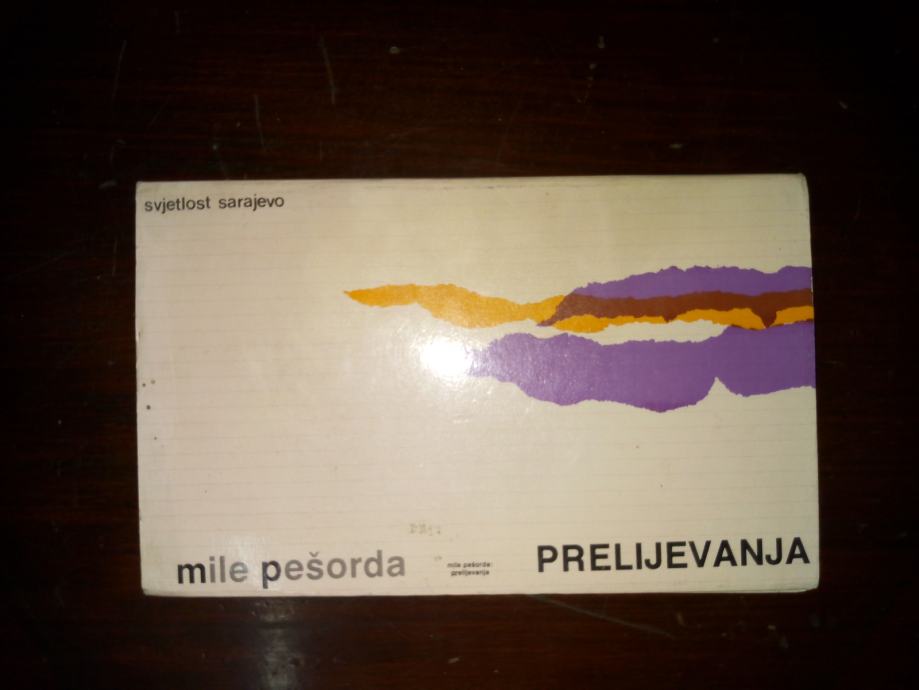 svjetlost sarajevo
mile pešorda
mile pešorda:
prelijevanja
PRELIJEVANJA